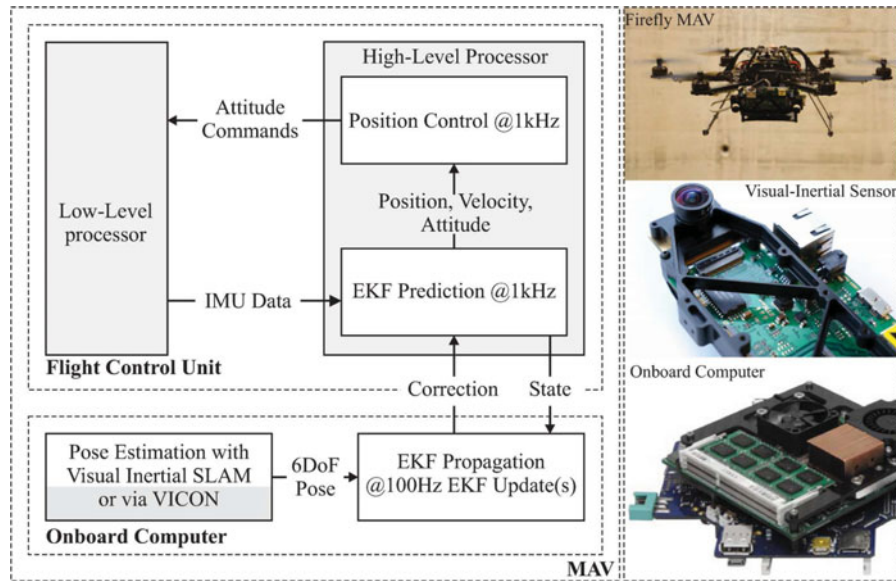 High-Level Processor
Attitude
Commands
Position Control @1kHz
Low-Level
processor
Position, Velocity,
Attitude
IMU Data
EKF Prediction @1kHz
Flight Control Unit
Correction
State
Pose Estimation with
Visual Inertial SLAM
or via VICON
6DoF
Pose
EKF Propagation
@100Hz EKF Update(s)
Onboard Computer
MAV
Firefly MAV
Visual-Inertial Sensor
Onboard Computer